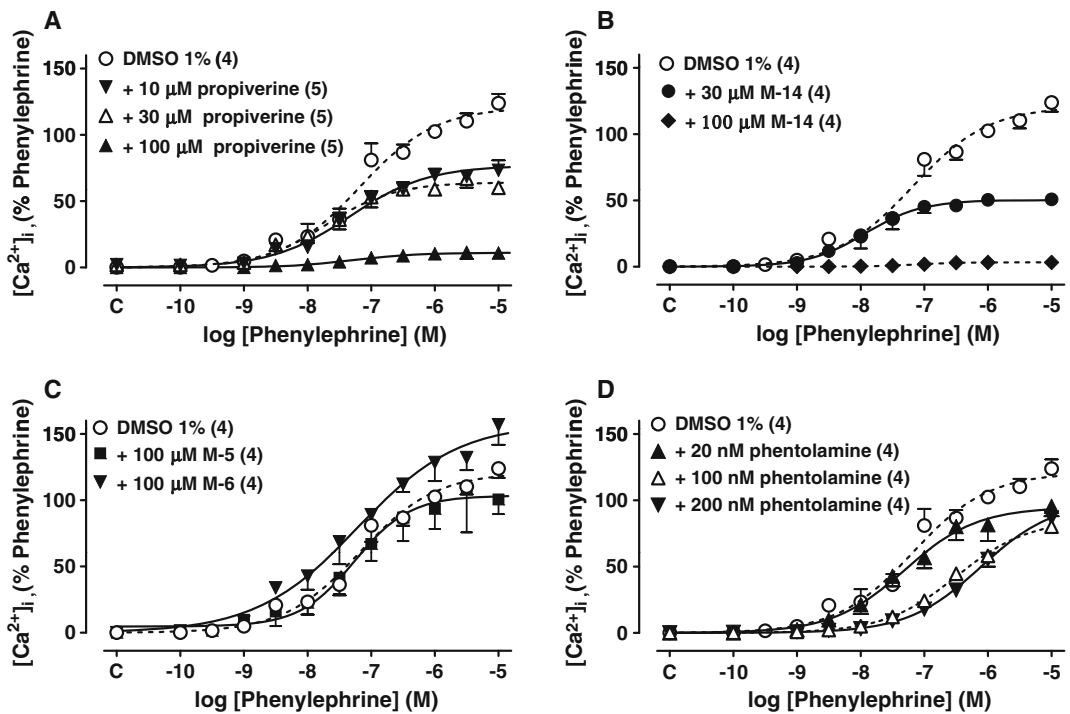 A
[Ca2+]i ,(% Phenylephrine)
150
100
50
0
DMSO 1% (4)
+ 10 µM propiverine (5)
+ 30 µM propiverine (5)
+ 100 µM propiverine (5)
C -10 -9 -8 -7 -6 -5
log [Phenylephrine] (M)
B
[Ca2+]i ,(% Phenylephrine)
150
100
50
0
DMSO 1% (4)
+ 30 µM M-14 (4)
+ 100 µM M-14 (4)
C -10 -9 -8 -7 -6 -5
log [Phenylephrine] (M)
C
[Ca2+]i ,(% Phenylephrine)
150
100
50
0
DMSO 1% (4)
+ 100 µM M-5 (4)
+ 100 µM M-6 (4)
C -10 -9 -8 -7 -6 -5
log [Phenylephrine] (M)
D
[Ca2+]i ,(% Phenylephrine)
150
100
50
0
DMSO 1% (4)
+ 20 nM phentolamine (4)
+ 100 nM phentolamine (4)
+ 200 nM phentolamine (4)
C -10 -9 -8 -7 -6 -5
log [Phenylephrine] (M)